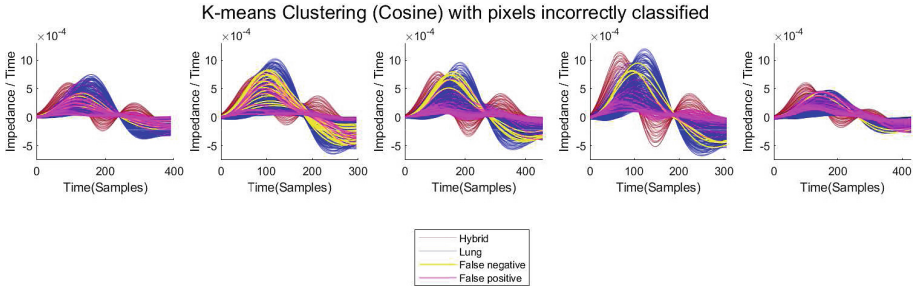 K-means Clustering (Cosine) with pixels incorrectly classified
×10⁻⁴ ×10⁻⁴ ×10⁻⁴ ×10⁻⁴ ×10⁻⁴
10 10 10 10 10
5 5 5 5 5
0 0 0 0 0
-5 -5 -5 -5 -5
Impedance / Time Impedance / Time Impedance / Time Impedance / Time Impedance / Time
0 200 400 0 100 200 300 0 200 400 0 100 200 300 0 200 400
Time(Samples) Time(Samples) Time(Samples) Time(Samples) Time(Samples)
Hybrid
Lung
False negative
False positive